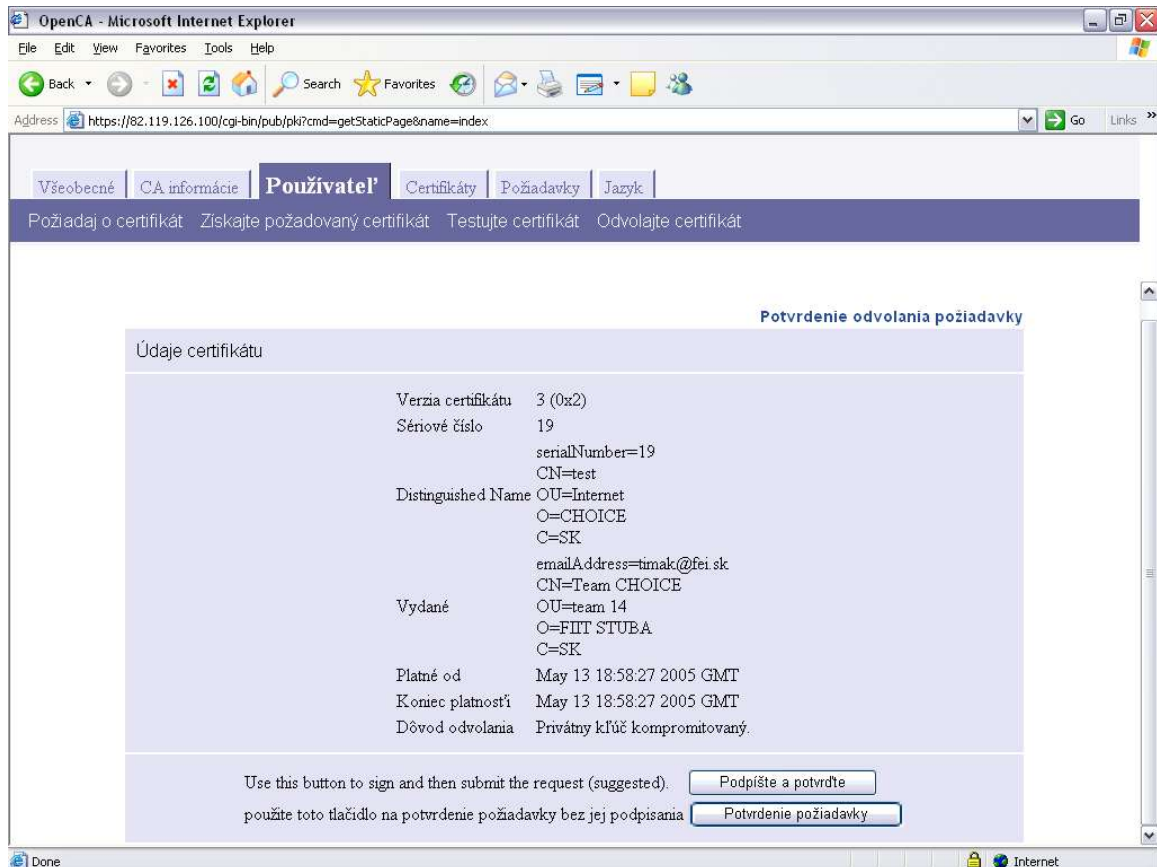 OpenCA - Microsoft Internet Explorer
File Edit View Favorites Tools Help
Back Search Favorites
Address https://82.119.126.100/cgi-bin/pub/pki?cmd=getStaticPage&name=index Go Links »
Všeobecné CA informácie Používateľ Certifikáty Požiadavky Jazyk
Požiadaj o certifikát Získajte požadovaný certifikát Testujte certifikát Odvolajte certifikát
Potvrdenie odvolania požiadavky
Údaje certifikátu
Verzia certifikátu 3 (0x2)
Sériové číslo 19
serialNumber=19
CN=test
Distinguished Name OU=Internet
O=CHOICE
C=SK
emailAddress=timak@fei.sk
CN=Team CHOICE
Vydané OU=team 14
O=FIIT STUBA
C=SK
Platné od May 13 18:58:27 2005 GMT
Koniec platnosťi May 13 18:58:27 2005 GMT
Dôvod odvolania Privátny kľúč kompromitovaný.
Use this button to sign and then submit the request (suggested). Podpíšte a potvrďte
použite toto tlačidlo na potvrdenie požiadavky bez jej podpisania Potvrdenie požiadavky
Done Internet